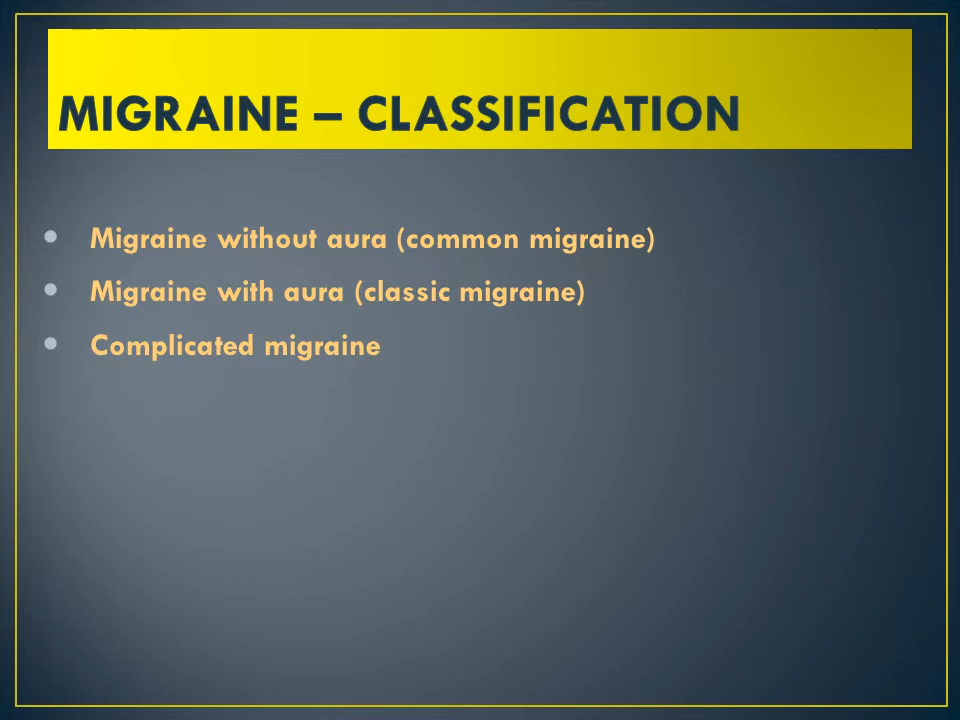 MIGRAINE – CLASSIFICATION
• Migraine without aura (common migraine)
• Migraine with aura (classic migraine)
• Complicated migraine